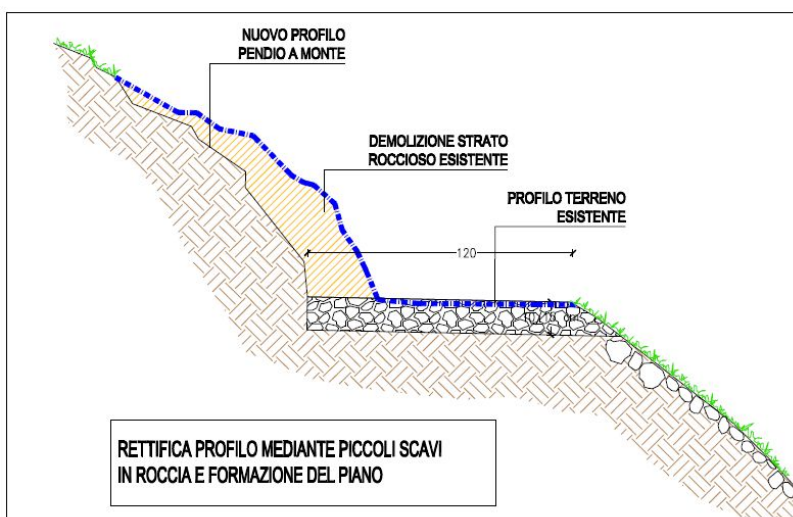 NUOVO PROFILO
PENDIO A MONTE
DEMOLIZIONE STRATO
ROCCIOSO ESISTENTE
PROFILO TERRENO
ESISTENTE
120
cm
RETTIFICA PROFILO MEDIANTE PICCOLI SCAVI
IN ROCCIA E FORMAZIONE DEL PIANO